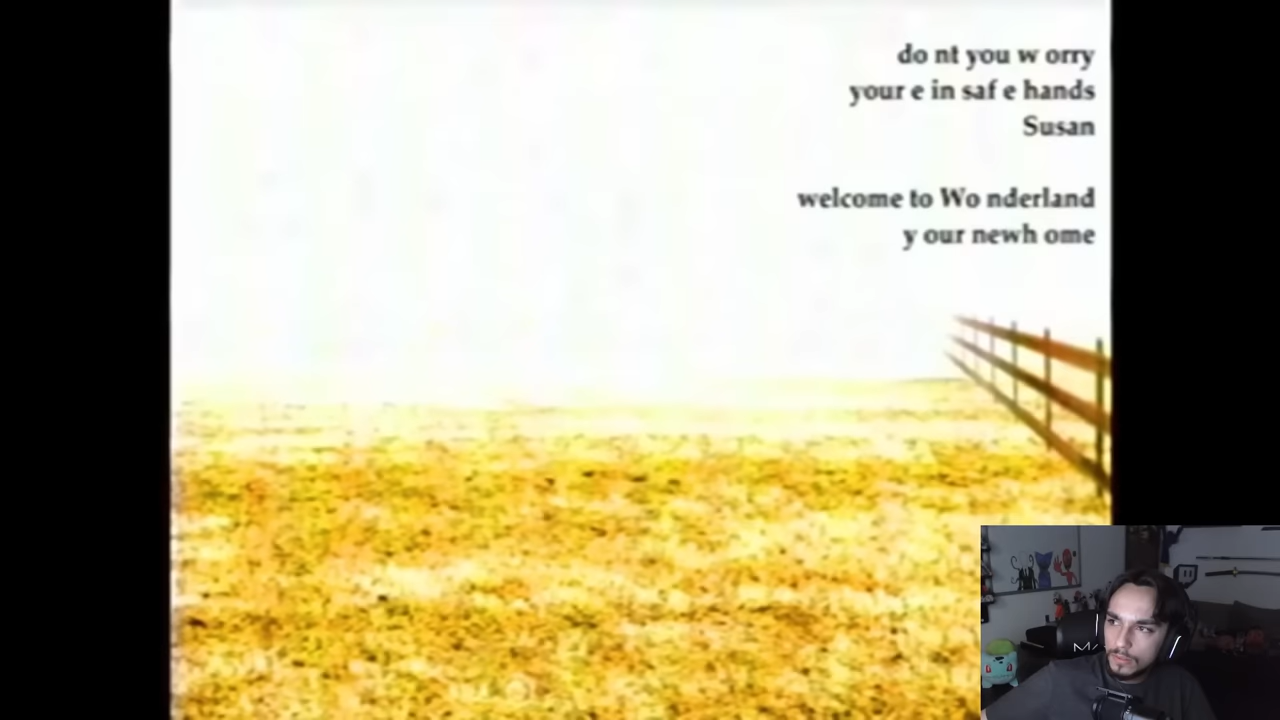 do nt you w orry
your e in saf e hands
Susan
welcome to Wo nderland
y our newh ome